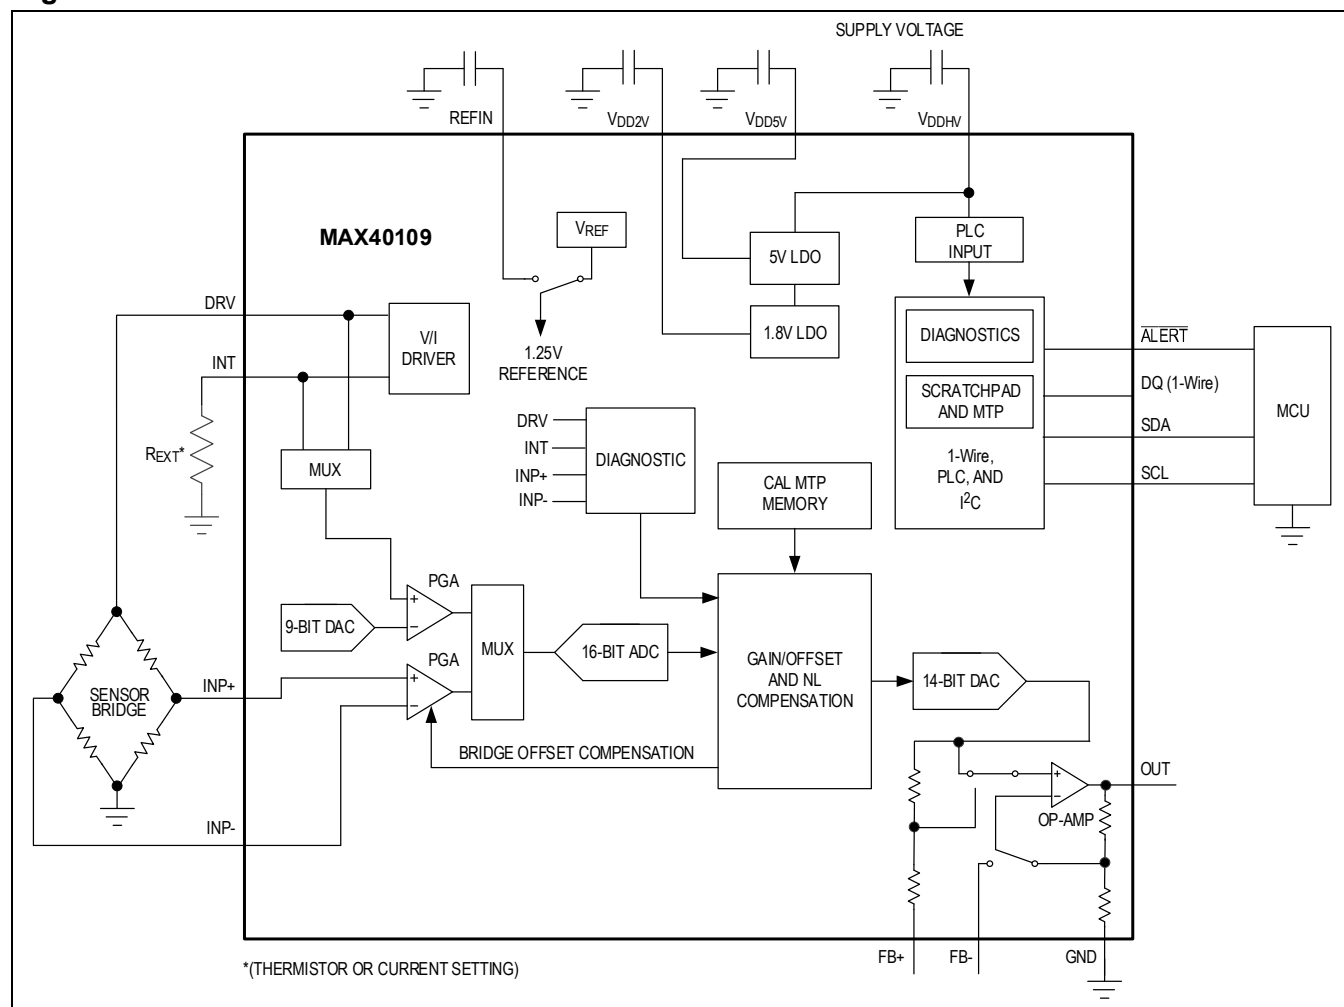 SUPPLY VOLTAGE
REFIN
VDD2V
VDD5V
VDDHV
MAX40109
VREF
1.25V
REFERENCE
5V LDO
1.8V LDO
PLC
INPUT
DIAGNOSTICS
SCRATCHPAD
AND MTP
1-Wire,
PLC, AND
I²C
ALERT
DQ (1-Wire)
SDA
SCL
MCU
DRV
INT
V/I
DRIVER
REXT*
MUX
DRV
INT
INP+
INP-
DIAGNOSTIC
CAL MTP
MEMORY
PGA
9-BIT DAC
PGA
MUX
16-BIT ADC
GAIN/OFFSET
AND NL
COMPENSATION
14-BIT DAC
SENSOR
BRIDGE
INP+
INP-
BRIDGE OFFSET COMPENSATION
OP-AMP
OUT
FB+
FB-
GND
*(THERMISTOR OR CURRENT SETTING)